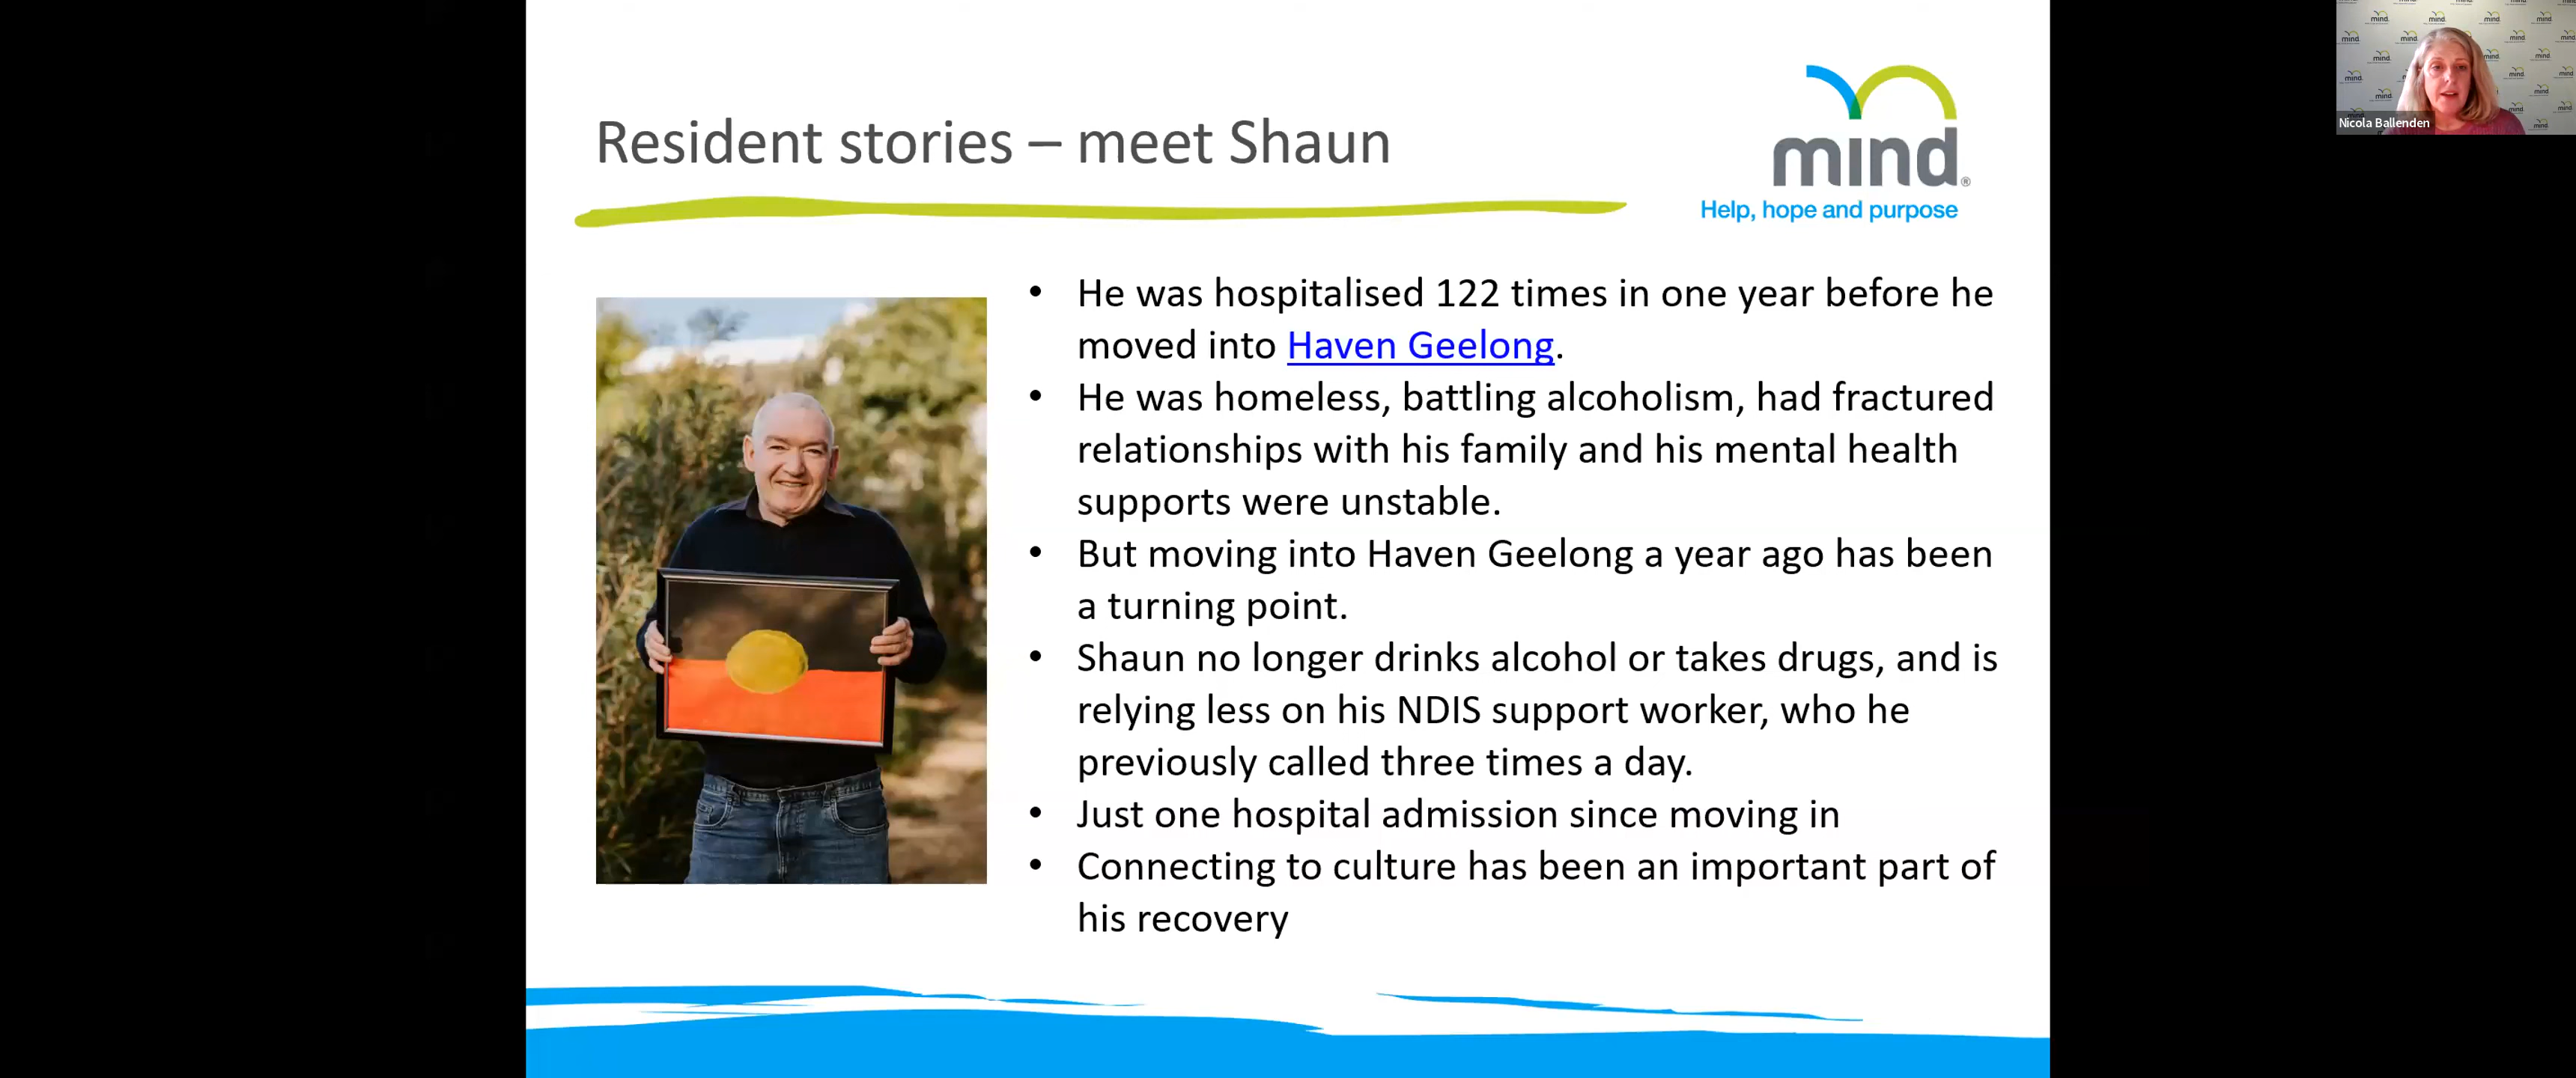 Resident stories – meet Shaun
mind®
Help, hope and purpose
• He was hospitalised 122 times in one year before he
moved into Haven Geelong.
• He was homeless, battling alcoholism, had fractured
relationships with his family and his mental health
supports were unstable.
• But moving into Haven Geelong a year ago has been
a turning point.
• Shaun no longer drinks alcohol or takes drugs, and is
relying less on his NDIS support worker, who he
previously called three times a day.
• Just one hospital admission since moving in
• Connecting to culture has been an important part of
his recovery
Nicola Ballenden